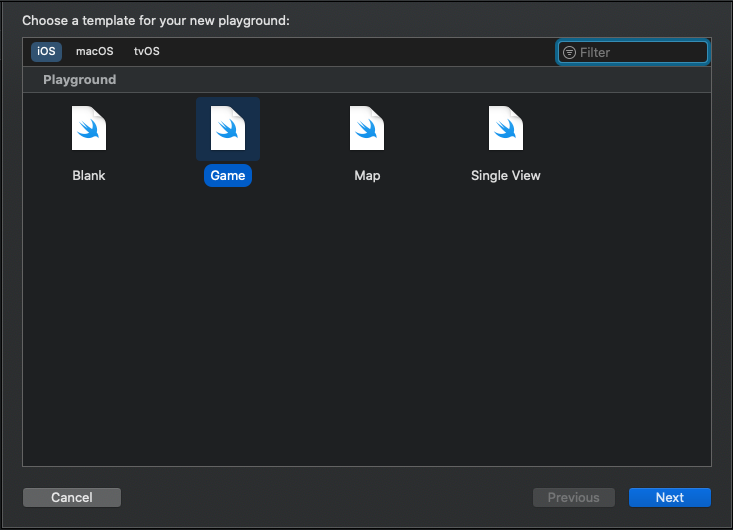 Choose a template for your new playground:
iOS macOS tvOS Filter
Playground
Blank Game Map Single View
Cancel Previous Next